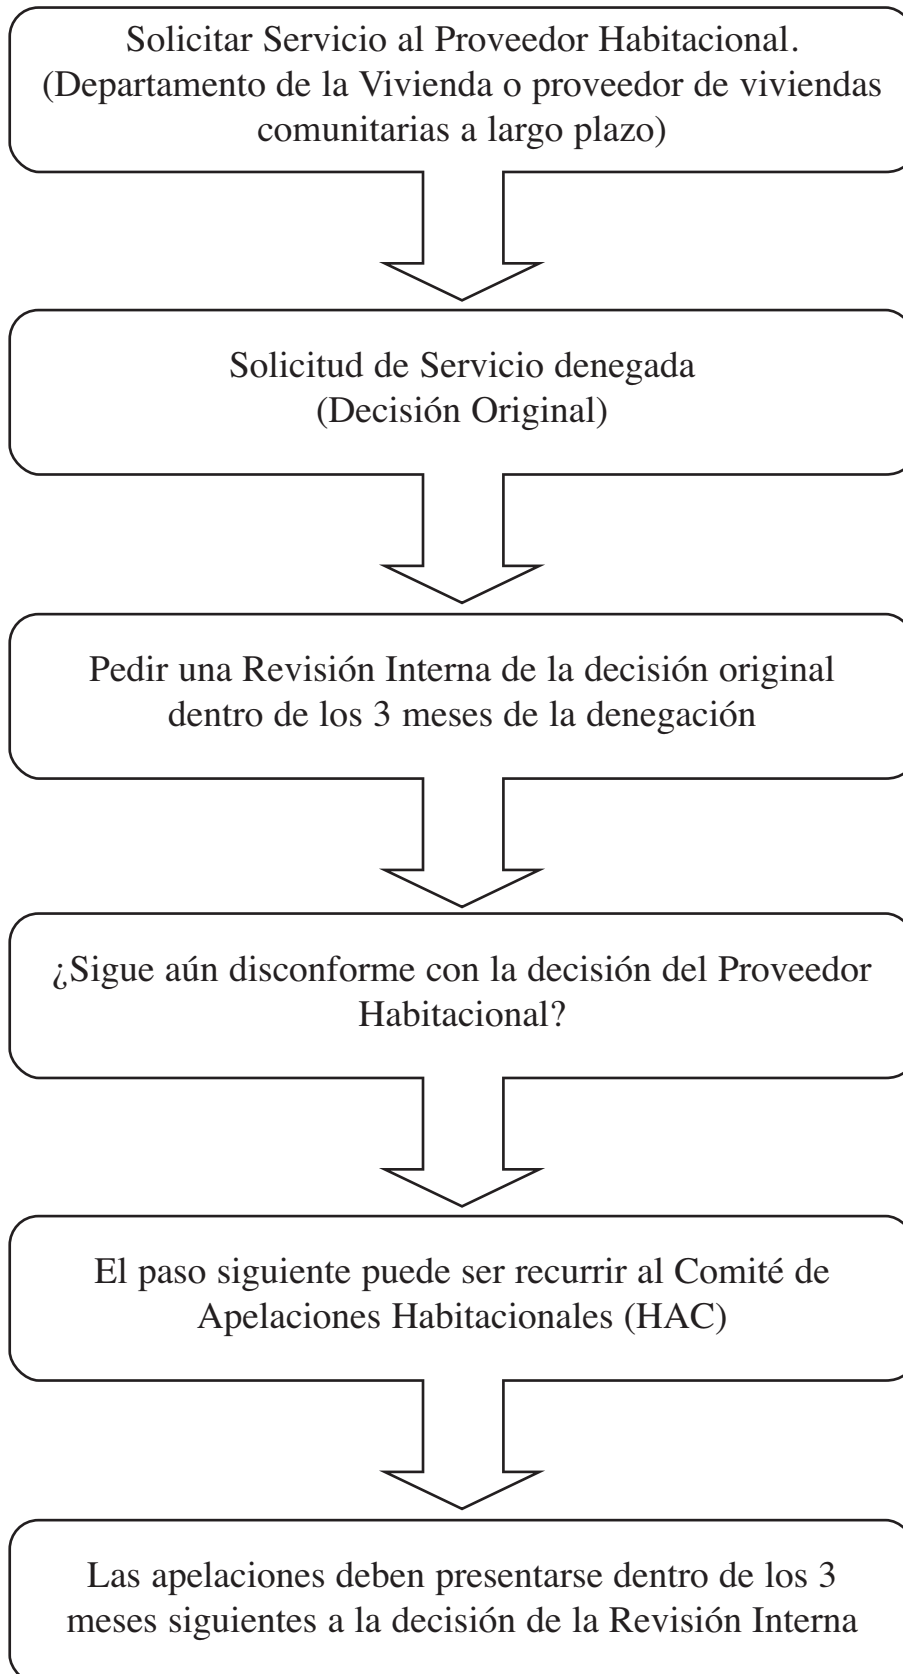 Solicitar Servicio al Proveedor Habitacional.
(Departamento de la Vivienda o proveedor de viviendas
comunitarias a largo plazo)
Solicitud de Servicio denegada
(Decisión Original)
Pedir una Revisión Interna de la decisión original
dentro de los 3 meses de la denegación
¿Sigue aún disconforme con la decisión del Proveedor
Habitacional?
El paso siguiente puede ser recurrir al Comité de
Apelaciones Habitacionales (HAC)
Las apelaciones deben presentarse dentro de los 3
meses siguientes a la decisión de la Revisión Interna